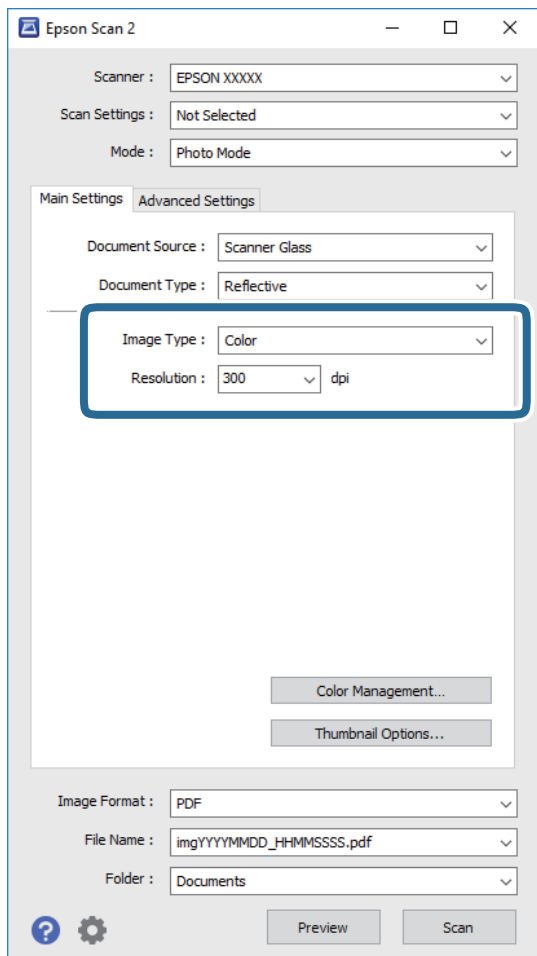 Epson Scan 2
Scanner : EPSON XXXXX
Scan Settings : Not Selected
Mode : Photo Mode
Main Settings Advanced Settings
Document Source : Scanner Glass
Document Type : Reflective
Image Type : Color
Resolution : 300 dpi
Color Management...
Thumbnail Options...
Image Format : PDF
File Name : imgYYYYMMDD_HHMMSSSS.pdf
Folder : Documents
? Preview Scan